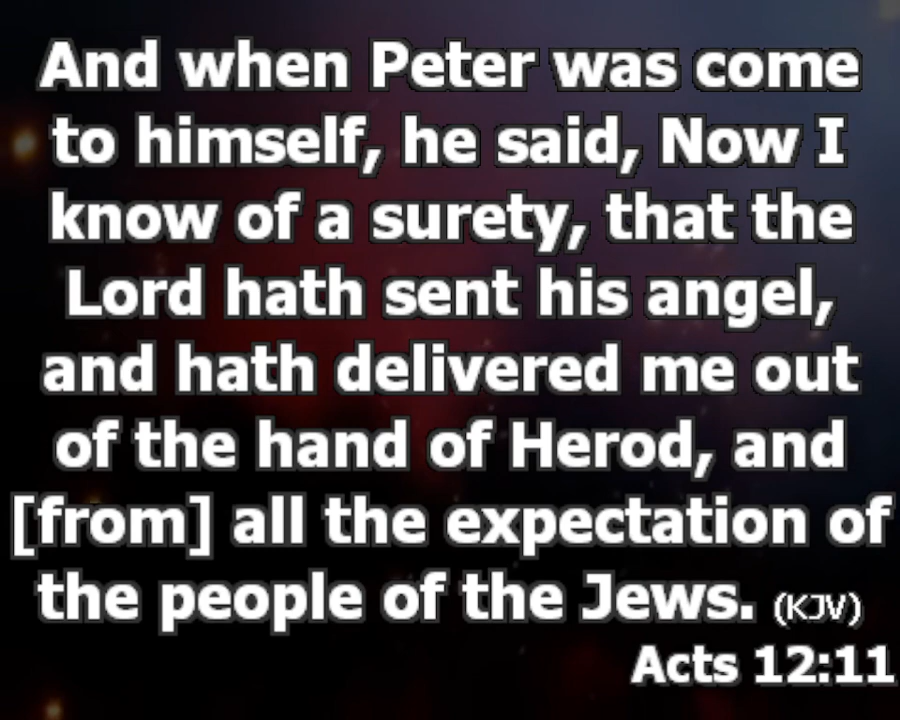 And when Peter was come
to himself, he said, Now I
know of a surety, that the
Lord hath sent his angel,
and hath delivered me out
of the hand of Herod, and
[from] all the expectation of
the people of the Jews. (KJV)
Acts 12:11